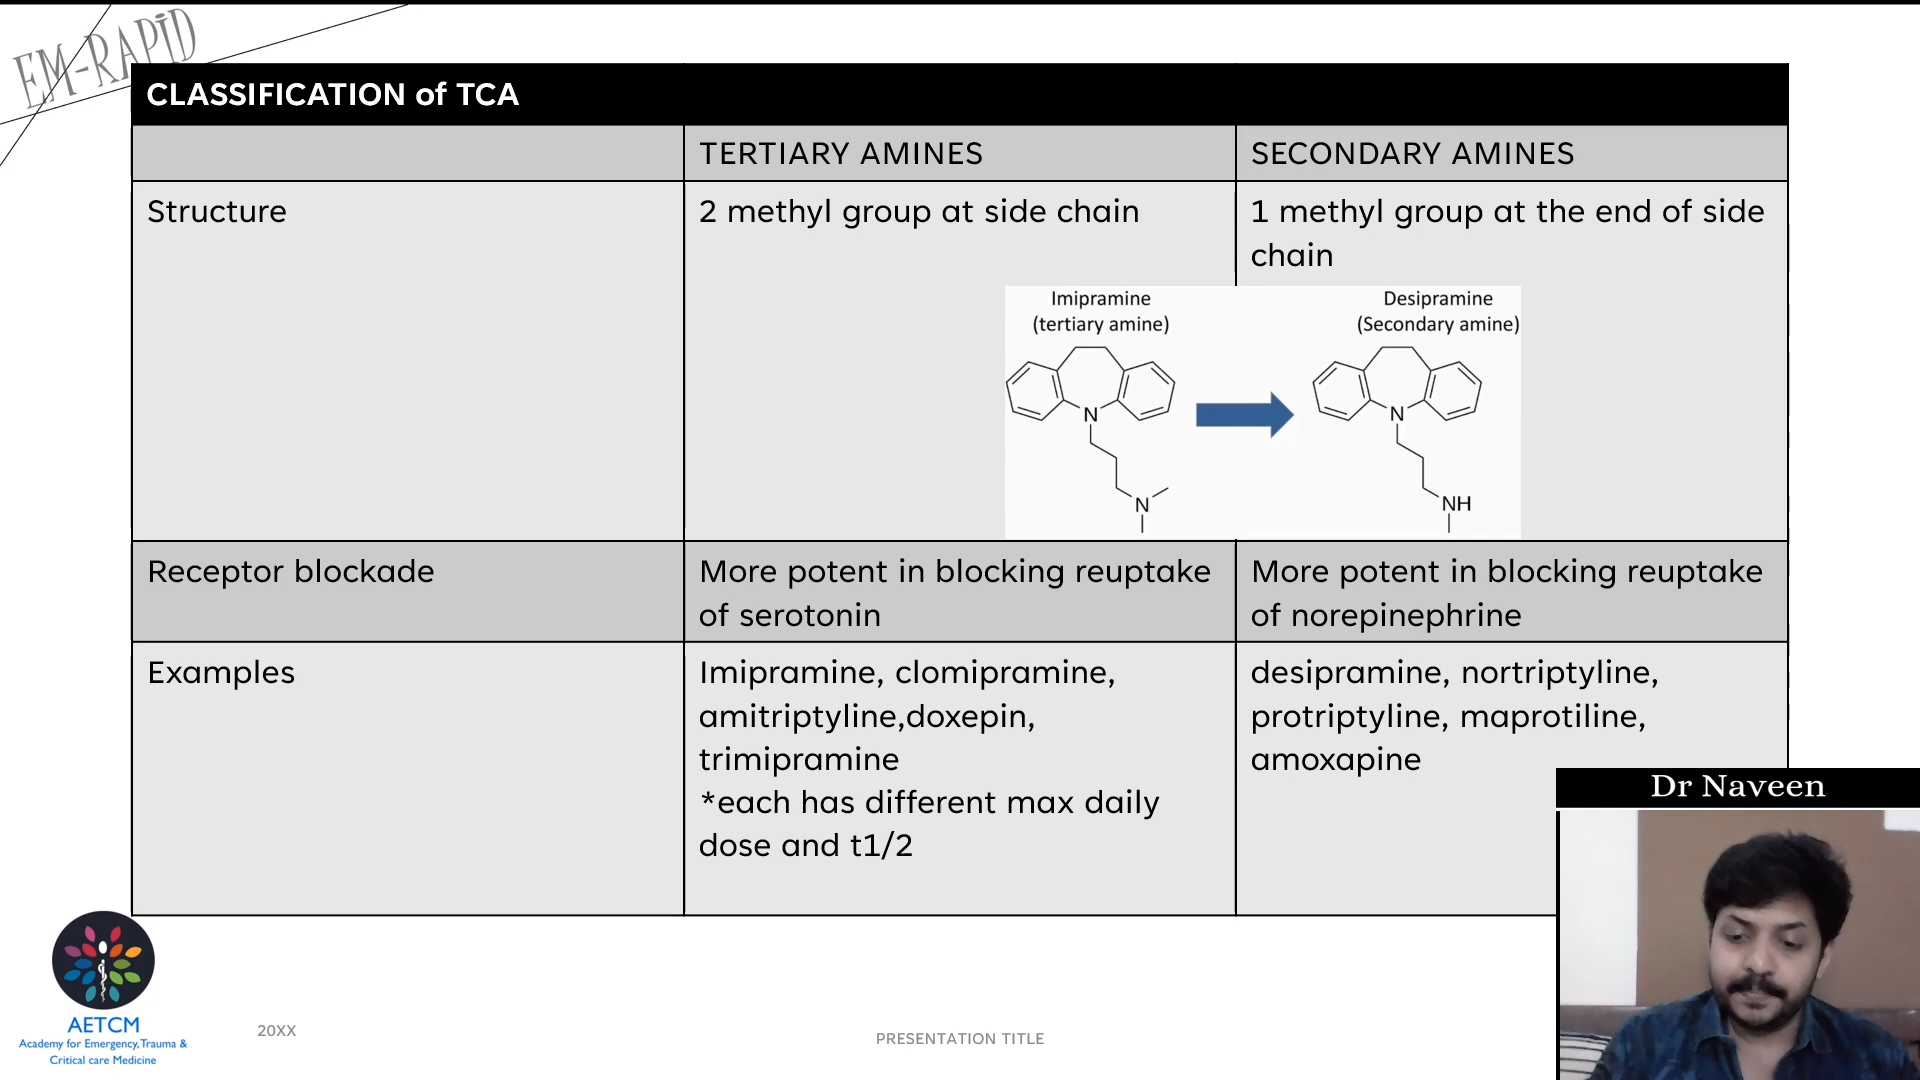 EM-RAPiD
CLASSIFICATION of TCA
TERTIARY AMINES
SECONDARY AMINES
Structure
2 methyl group at side chain
1 methyl group at the end of side
chain
Imipramine
(tertiary amine)
Desipramine
(Secondary amine)
N
N
N
NH
Receptor blockade
More potent in blocking reuptake
of serotonin
More potent in blocking reuptake
of norepinephrine
Examples
Imipramine, clomipramine,
amitriptyline,doxepin,
trimipramine
*each has different max daily
dose and t1/2
desipramine, nortriptyline,
protriptyline, maprotiline,
amoxapine
Dr Naveen
AETCM
Academy for Emergency,Trauma &
Critical care Medicine
20XX
PRESENTATION TITLE